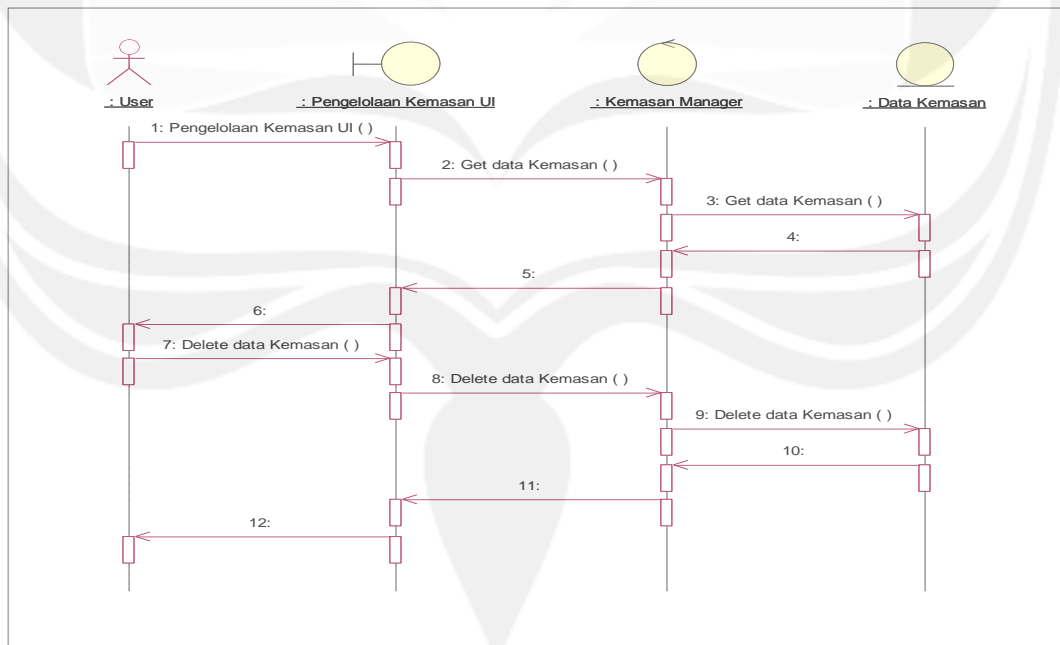 : User
: Pengelolaan Kemasan UI
: Kemasan Manager
: Data Kemasan
1: Pengelolaan Kemasan UI ( )
2: Get data Kemasan ( )
3: Get data Kemasan ( )
4:
5:
6:
7: Delete data Kemasan ( )
8: Delete data Kemasan ( )
9: Delete data Kemasan ( )
10:
11:
12: